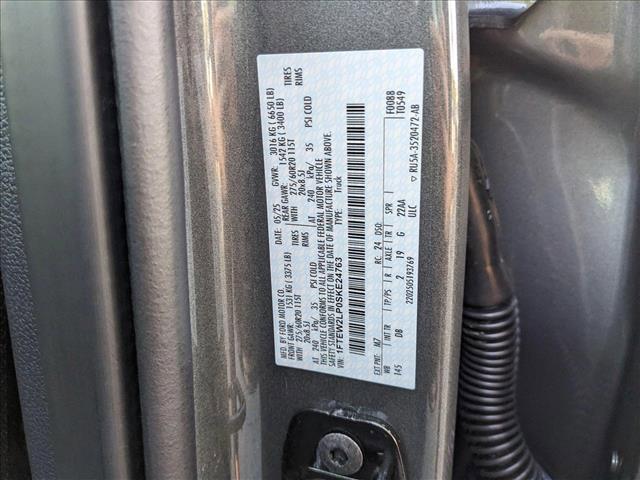 MFD. BY FORD MOTOR CO.
DATE: 05/25 GVWR: 3016 KG ( 6650 LB)
FRONT GAWR: 1531 KG ( 3375LB) REAR GAWR: 1542 KG ( 3400 LB)
WITH 275/60R20 115T TIRES WITH 275/60R20 115T TIRES
20x8.5J RIMS 20x8.5J RIMS
AT 240 kPa/ 35 PSI COLD AT 240 kPa/ 35 PSI COLD
THIS VEHICLE CONFORMS TO ALL APPLICABLE FEDERAL MOTOR VEHICLE
SAFETY STANDARDS IN EFFECT ON THE DATE OF MANUFACTURE SHOWN ABOVE.
VIN: 1FTEW2LP0SKE24763 TYPE: Truck
F0088
T0549
EXT PNT: M7 RC: 24 DSO:
WB INT TR TP/PS R AXLE TR SPR
145 DB 2 19 G 22AA
ULC
2202505193769
RU5A-3520472-AB